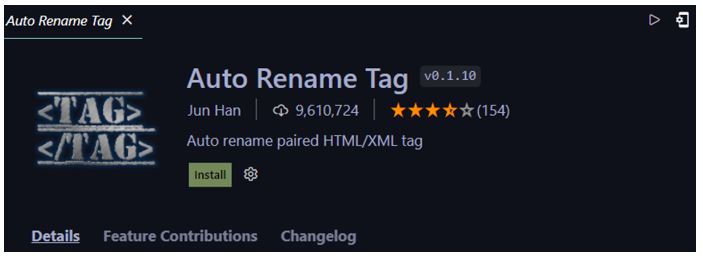 Auto Rename Tag
<TAG>
</TAG>
Auto Rename Tag v0.1.10
Jun Han 9,610,724 (154)
Auto rename paired HTML/XML tag
Install
Details Feature Contributions Changelog